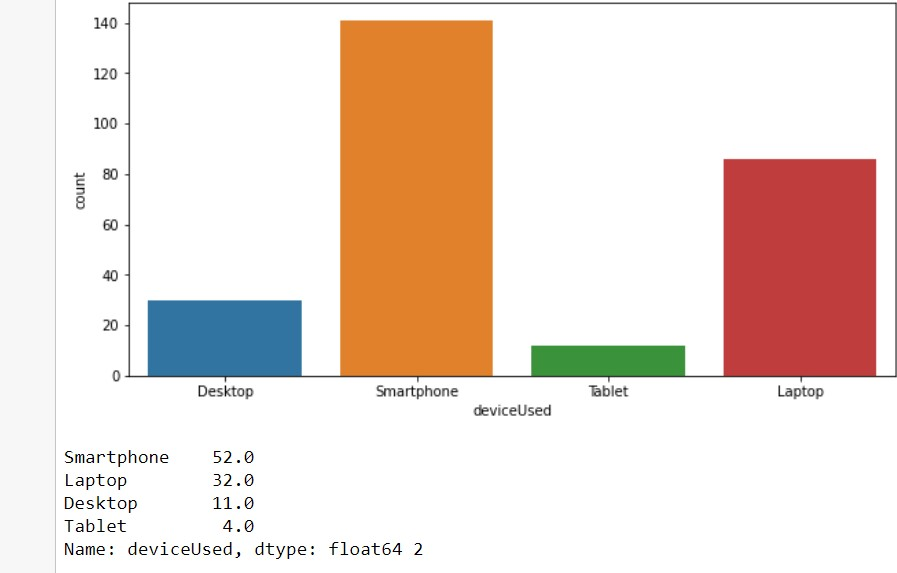 140
120
100
80
60
40
20
0
count
Desktop Smartphone Tablet Laptop
deviceUsed
Smartphone 52.0
Laptop 32.0
Desktop 11.0
Tablet 4.0
Name: deviceUsed, dtype: float64 2